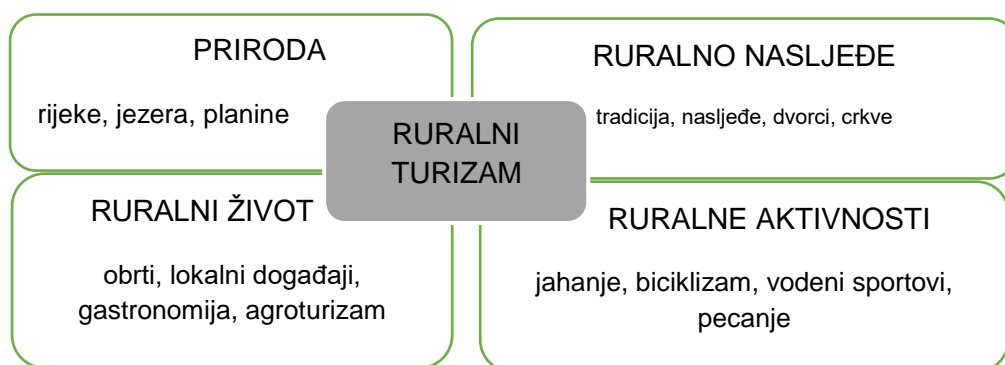 PRIRODA
rijeke, jezera, planine
RURALNO NASLJEĐE
tradicija, nasljeđe, dvorci, crkve
RURALNI
TURIZAM
RURALNI ŽIVOT
obrti, lokalni događaji,
gastronomija, agroturizam
RURALNE AKTIVNOSTI
jahanje, biciklizam, vodeni sportovi,
pecanje